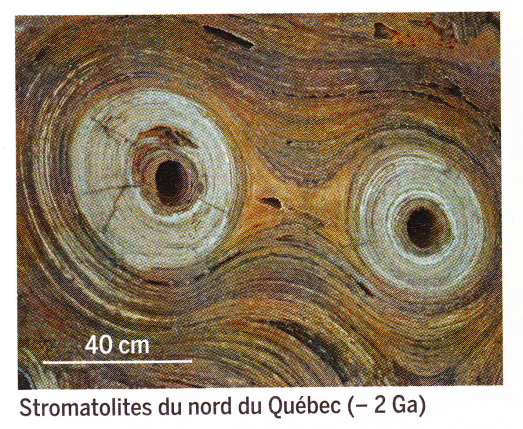 40 cm
Stromatolites du nord du Québec (– 2 Ga)